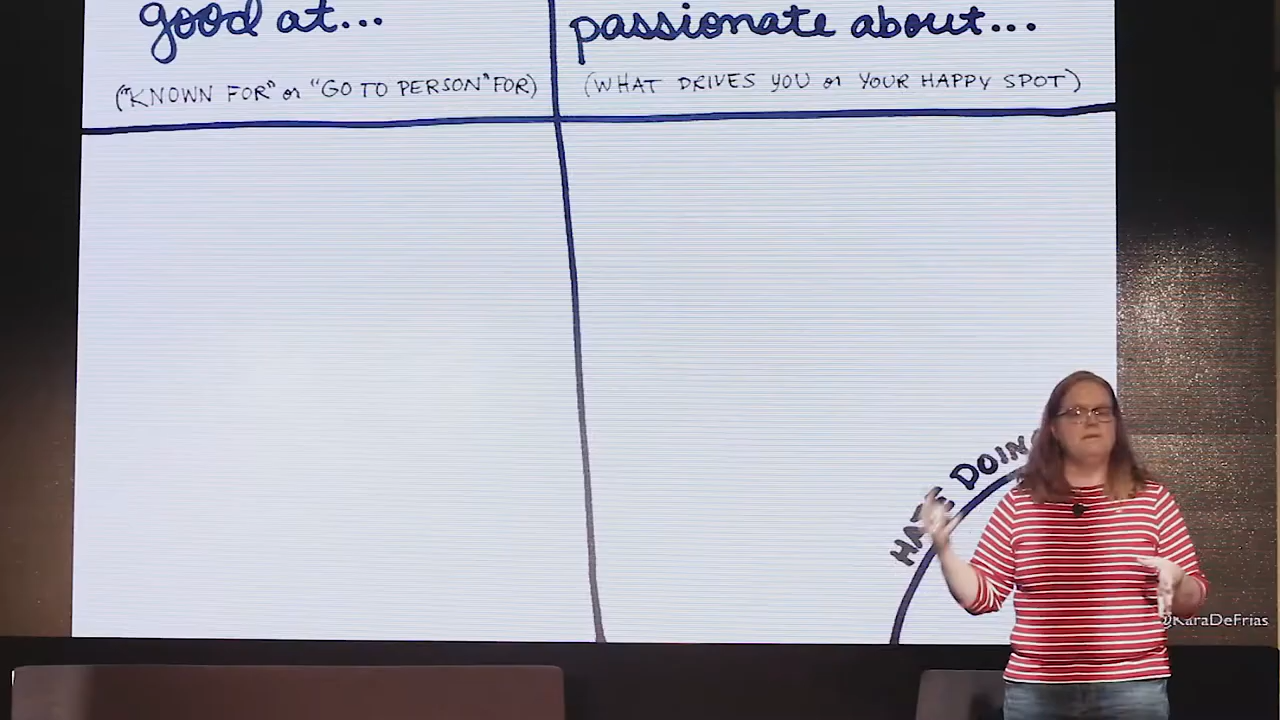 good at...
passionate about...
("KNOWN FOR" or "GO TO PERSON" FOR)
(WHAT DRIVES YOU or YOUR HAPPY SPOT)
HATE DOING
@KaraDeFrias